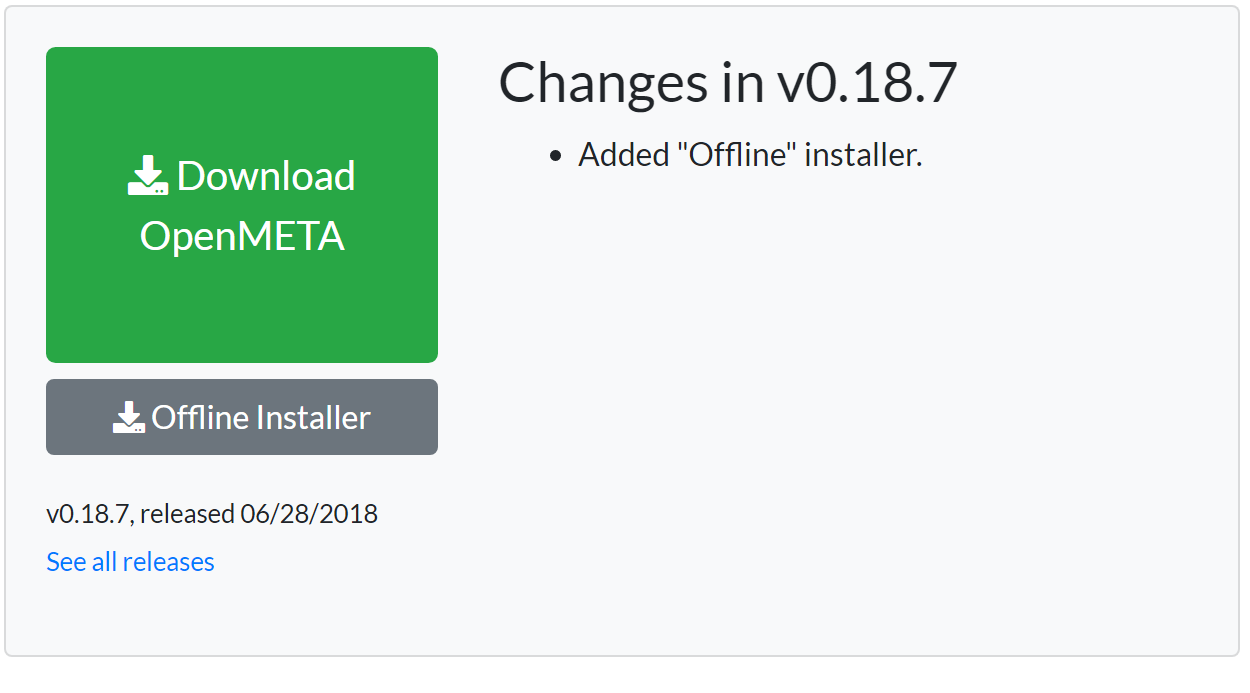 Download
OpenMETA
Offline Installer
v0.18.7, released 06/28/2018
See all releases
Changes in v0.18.7
• Added "Offline" installer.